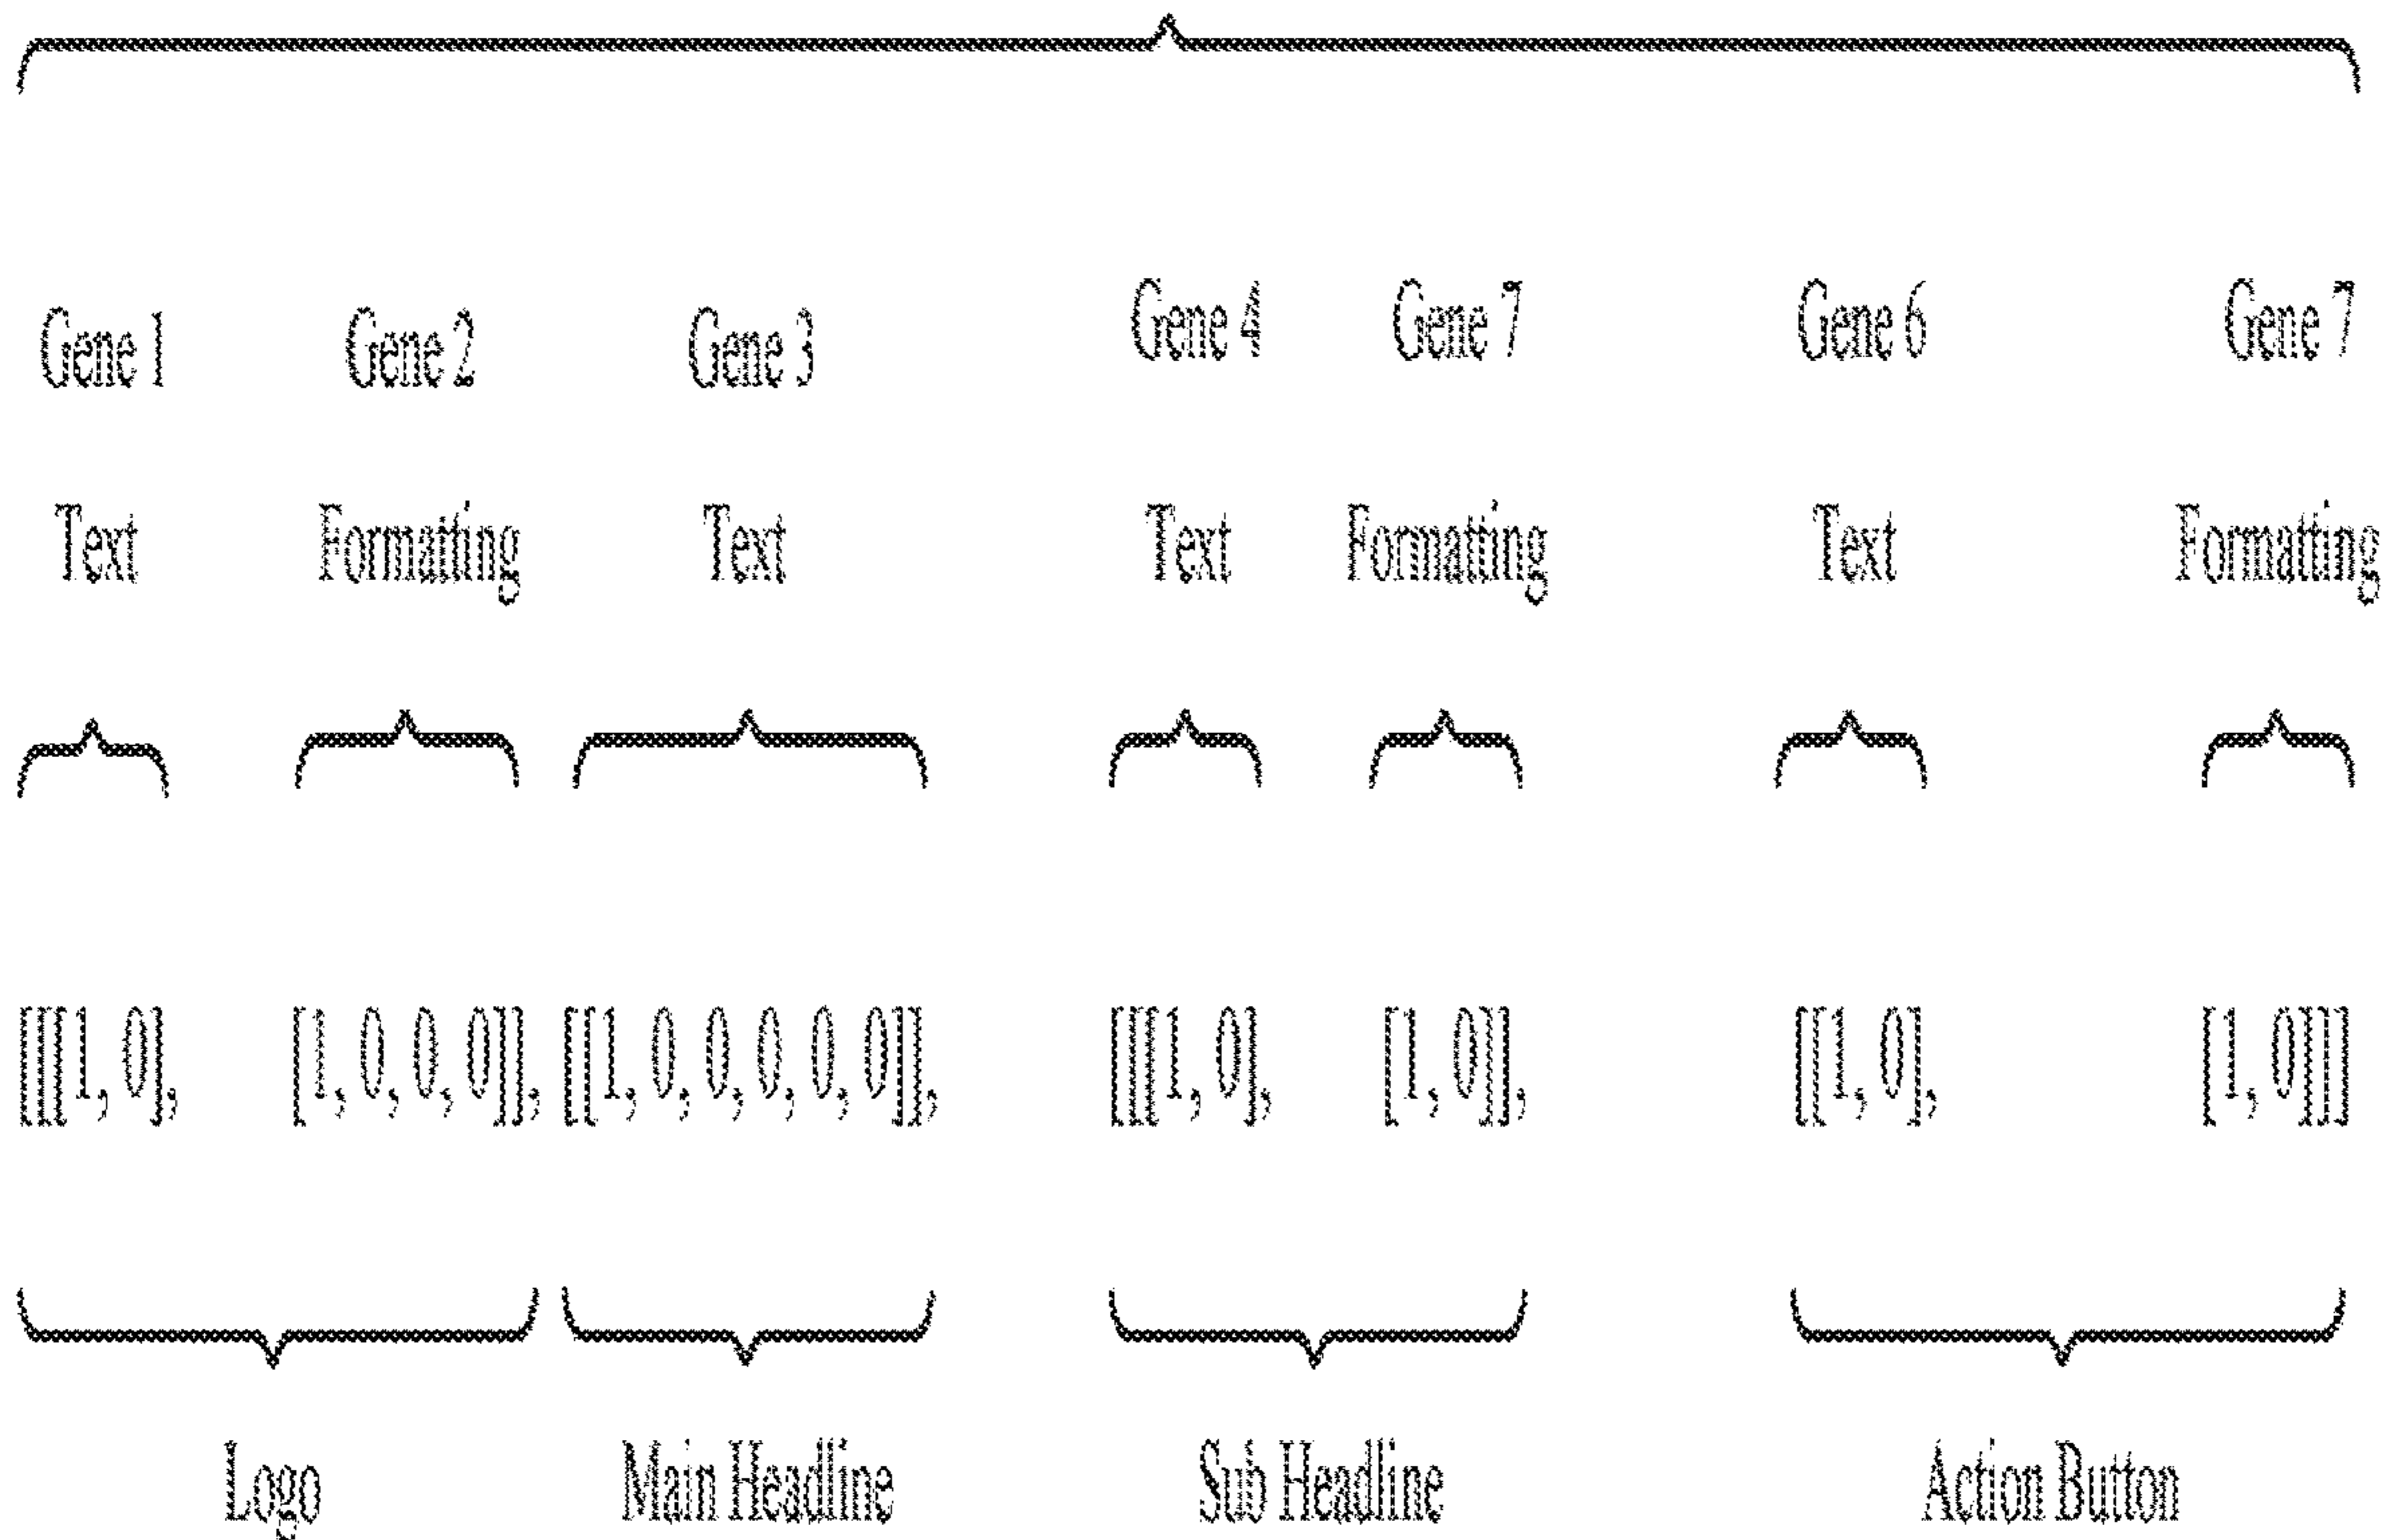 Gene 1 Gene 2 Gene 3 Gene 4 Gene 7 Gene 6 Gene 7
Text Formatting Text Text Formatting Text Formatting
[[[1, 0], [1, 0, 0, 0]], [[1, 0, 0, 0, 0, 0]], [[[1, 0], [1, 0]], [[1, 0], [1, 0]]]
Logo Main Headline Sub Headline Action Button